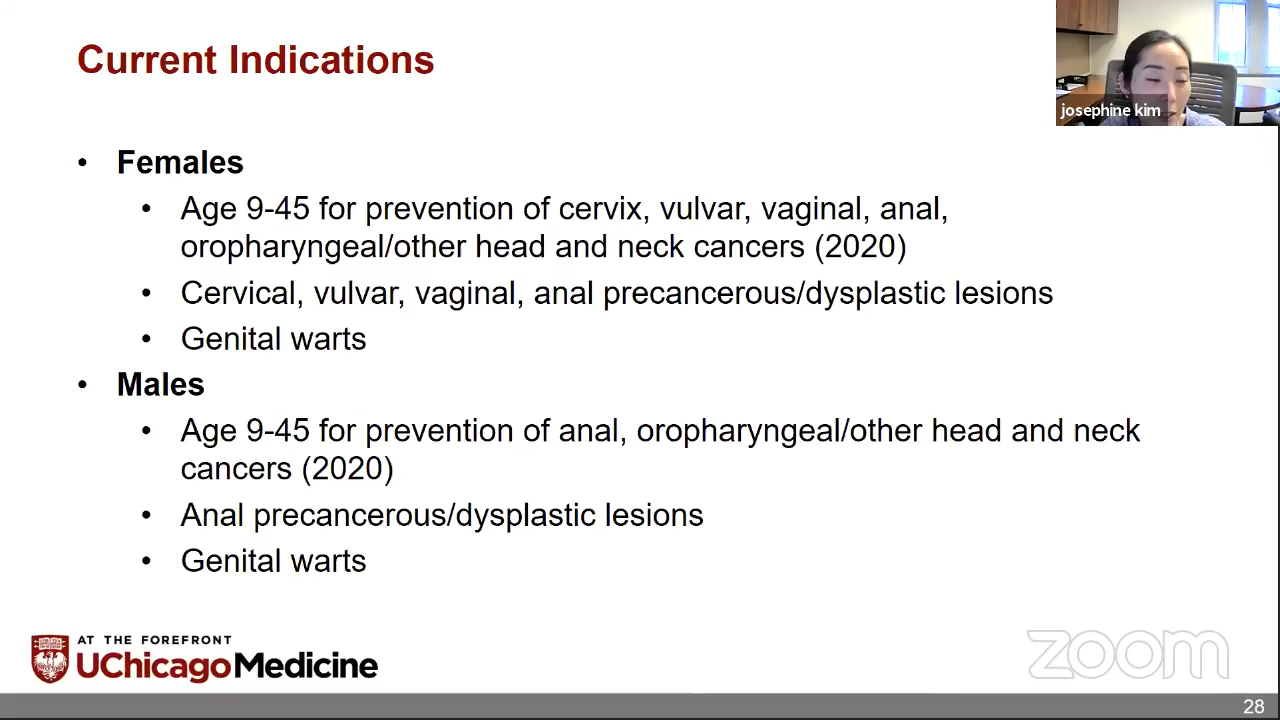 Current Indications
josephine kim
• Females
• Age 9-45 for prevention of cervix, vulvar, vaginal, anal,
oropharyngeal/other head and neck cancers (2020)
• Cervical, vulvar, vaginal, anal precancerous/dysplastic lesions
• Genital warts
• Males
• Age 9-45 for prevention of anal, oropharyngeal/other head and neck
cancers (2020)
• Anal precancerous/dysplastic lesions
• Genital warts
AT THE FOREFRONT
UChicagoMedicine
zoom
28